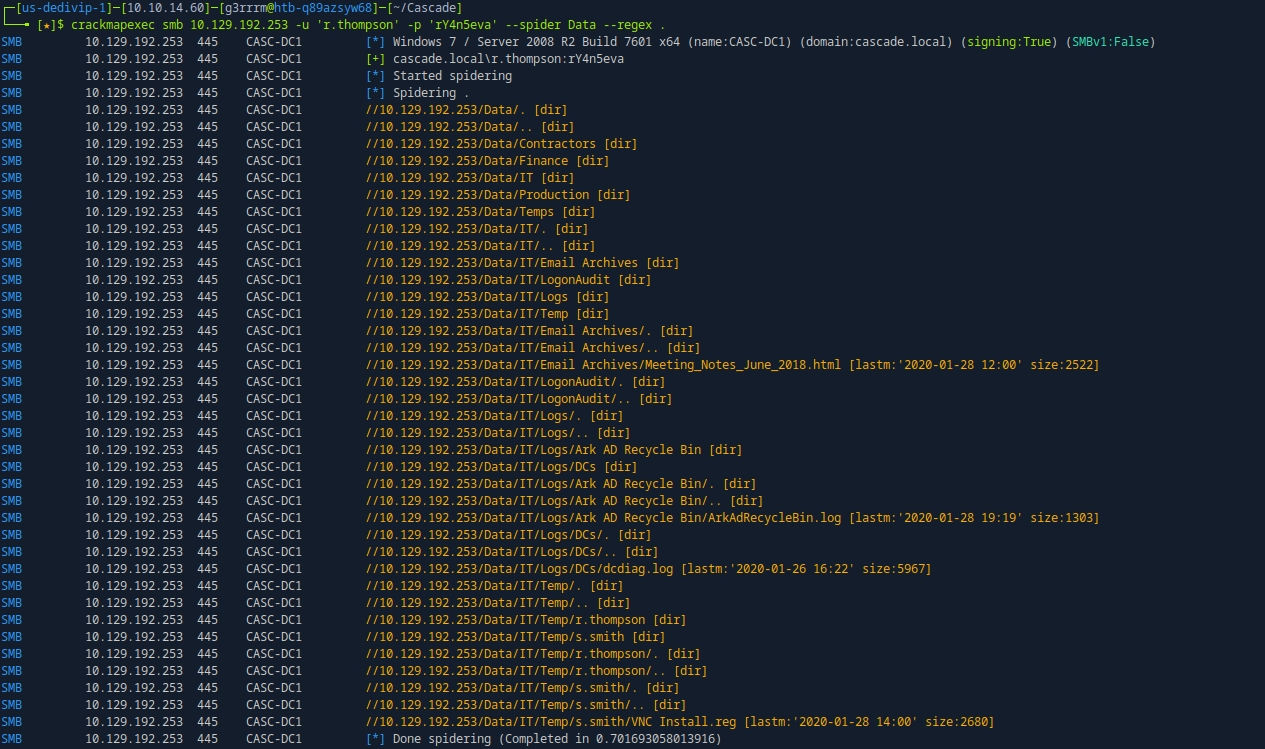 ┌─[us-dedivip-1]─[10.10.14.60]─[g3rrrm@htb-q89azsyw68]─[~/Cascade]
└──╼ [★]$ crackmapexec smb 10.129.192.253 -u 'r.thompson' -p 'rY4n5eva' --spider Data --regex .
SMB 10.129.192.253 445 CASC-DC1 [*] Windows 7 / Server 2008 R2 Build 7601 x64 (name:CASC-DC1) (domain:cascade.local) (signing:True) (SMBv1:False)
SMB 10.129.192.253 445 CASC-DC1 [+] cascade.local\r.thompson:rY4n5eva
SMB 10.129.192.253 445 CASC-DC1 [*] Started spidering
SMB 10.129.192.253 445 CASC-DC1 [*] Spidering .
SMB 10.129.192.253 445 CASC-DC1 //10.129.192.253/Data/. [dir]
SMB 10.129.192.253 445 CASC-DC1 //10.129.192.253/Data/.. [dir]
SMB 10.129.192.253 445 CASC-DC1 //10.129.192.253/Data/Contractors [dir]
SMB 10.129.192.253 445 CASC-DC1 //10.129.192.253/Data/Finance [dir]
SMB 10.129.192.253 445 CASC-DC1 //10.129.192.253/Data/IT [dir]
SMB 10.129.192.253 445 CASC-DC1 //10.129.192.253/Data/Production [dir]
SMB 10.129.192.253 445 CASC-DC1 //10.129.192.253/Data/Temps [dir]
SMB 10.129.192.253 445 CASC-DC1 //10.129.192.253/Data/IT/. [dir]
SMB 10.129.192.253 445 CASC-DC1 //10.129.192.253/Data/IT/.. [dir]
SMB 10.129.192.253 445 CASC-DC1 //10.129.192.253/Data/IT/Email Archives [dir]
SMB 10.129.192.253 445 CASC-DC1 //10.129.192.253/Data/IT/LogonAudit [dir]
SMB 10.129.192.253 445 CASC-DC1 //10.129.192.253/Data/IT/Logs [dir]
SMB 10.129.192.253 445 CASC-DC1 //10.129.192.253/Data/IT/Temp [dir]
SMB 10.129.192.253 445 CASC-DC1 //10.129.192.253/Data/IT/Email Archives/. [dir]
SMB 10.129.192.253 445 CASC-DC1 //10.129.192.253/Data/IT/Email Archives/.. [dir]
SMB 10.129.192.253 445 CASC-DC1 //10.129.192.253/Data/IT/Email Archives/Meeting_Notes_June_2018.html [lastm:'2020-01-28 12:00' size:2522]
SMB 10.129.192.253 445 CASC-DC1 //10.129.192.253/Data/IT/LogonAudit/. [dir]
SMB 10.129.192.253 445 CASC-DC1 //10.129.192.253/Data/IT/LogonAudit/.. [dir]
SMB 10.129.192.253 445 CASC-DC1 //10.129.192.253/Data/IT/Logs/. [dir]
SMB 10.129.192.253 445 CASC-DC1 //10.129.192.253/Data/IT/Logs/.. [dir]
SMB 10.129.192.253 445 CASC-DC1 //10.129.192.253/Data/IT/Logs/Ark AD Recycle Bin [dir]
SMB 10.129.192.253 445 CASC-DC1 //10.129.192.253/Data/IT/Logs/DCs [dir]
SMB 10.129.192.253 445 CASC-DC1 //10.129.192.253/Data/IT/Logs/Ark AD Recycle Bin/. [dir]
SMB 10.129.192.253 445 CASC-DC1 //10.129.192.253/Data/IT/Logs/Ark AD Recycle Bin/.. [dir]
SMB 10.129.192.253 445 CASC-DC1 //10.129.192.253/Data/IT/Logs/Ark AD Recycle Bin/ArkAdRecycleBin.log [lastm:'2020-01-28 19:19' size:1303]
SMB 10.129.192.253 445 CASC-DC1 //10.129.192.253/Data/IT/Logs/DCs/. [dir]
SMB 10.129.192.253 445 CASC-DC1 //10.129.192.253/Data/IT/Logs/DCs/.. [dir]
SMB 10.129.192.253 445 CASC-DC1 //10.129.192.253/Data/IT/Logs/DCs/dcdiag.log [lastm:'2020-01-26 16:22' size:5967]
SMB 10.129.192.253 445 CASC-DC1 //10.129.192.253/Data/IT/Temp/. [dir]
SMB 10.129.192.253 445 CASC-DC1 //10.129.192.253/Data/IT/Temp/.. [dir]
SMB 10.129.192.253 445 CASC-DC1 //10.129.192.253/Data/IT/Temp/r.thompson [dir]
SMB 10.129.192.253 445 CASC-DC1 //10.129.192.253/Data/IT/Temp/s.smith [dir]
SMB 10.129.192.253 445 CASC-DC1 //10.129.192.253/Data/IT/Temp/r.thompson/. [dir]
SMB 10.129.192.253 445 CASC-DC1 //10.129.192.253/Data/IT/Temp/r.thompson/.. [dir]
SMB 10.129.192.253 445 CASC-DC1 //10.129.192.253/Data/IT/Temp/s.smith/. [dir]
SMB 10.129.192.253 445 CASC-DC1 //10.129.192.253/Data/IT/Temp/s.smith/.. [dir]
SMB 10.129.192.253 445 CASC-DC1 //10.129.192.253/Data/IT/Temp/s.smith/VNC Install.reg [lastm:'2020-01-28 14:00' size:2680]
SMB 10.129.192.253 445 CASC-DC1 [*] Done spidering (Completed in 0.701693058013916)